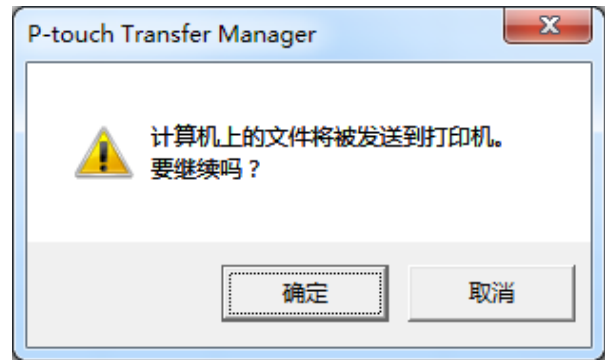 P-touch Transfer Manager
计算机上的文件将被发送到打印机。
要继续吗？
确定
取消